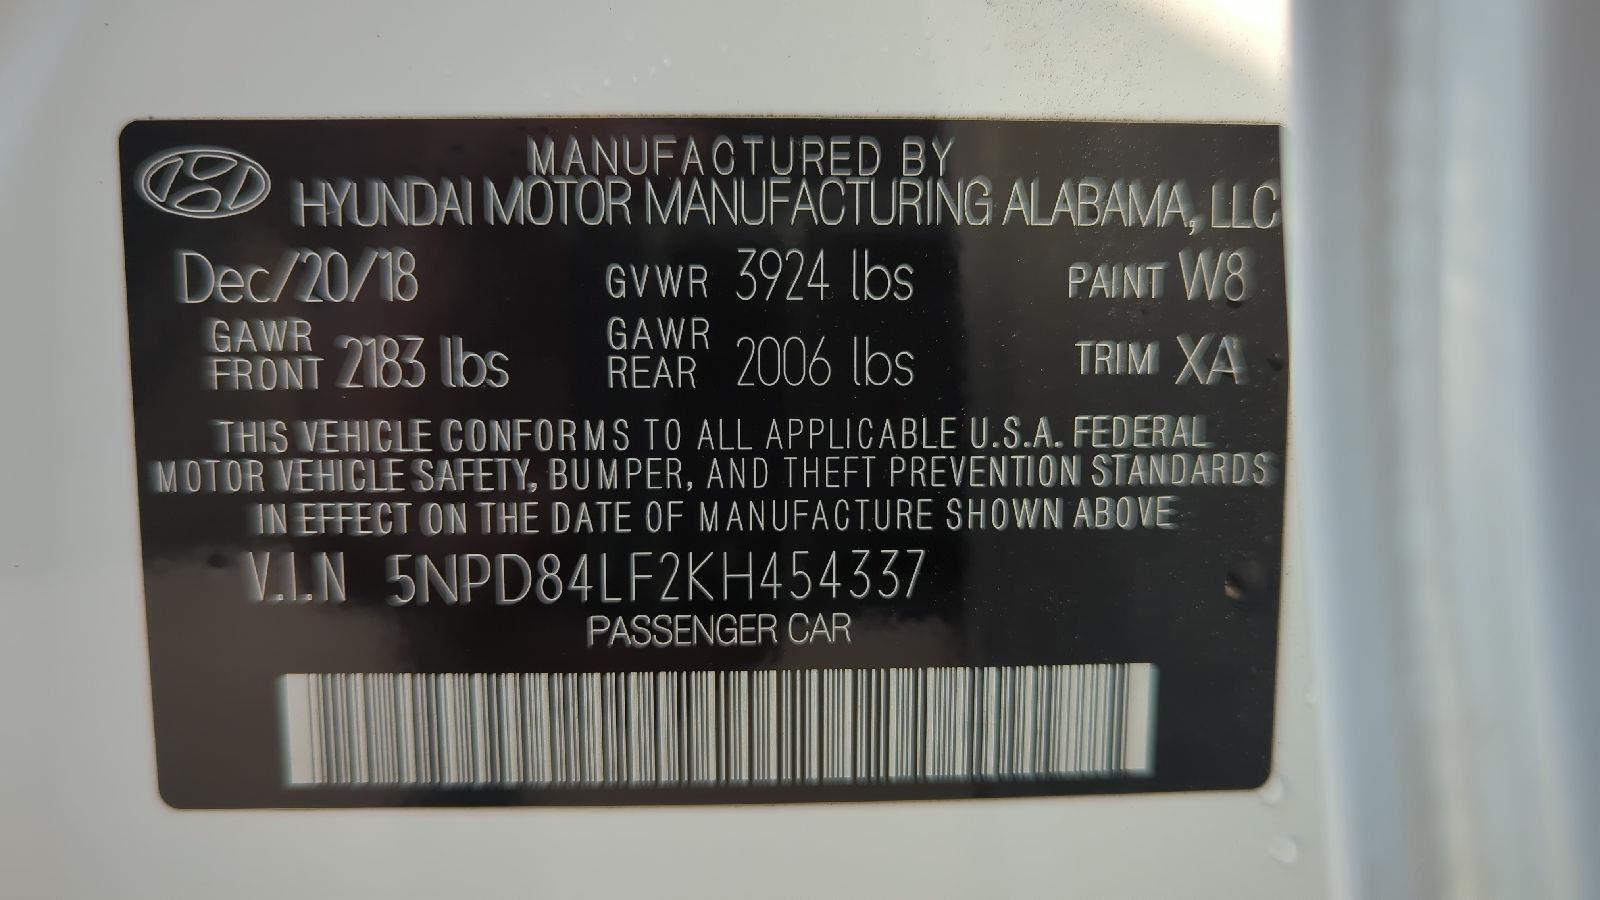 MANUFACTURED BY
HYUNDAI MOTOR MANUFACTURING ALABAMA, LLC
Dec/20/18 GVWR 3924 lbs PAINT W8
GAWR FRONT 2183 lbs GAWR REAR 2006 lbs TRIM XA
THIS VEHICLE CONFORMS TO ALL APPLICABLE U.S.A. FEDERAL
MOTOR VEHICLE SAFETY, BUMPER, AND THEFT PREVENTION STANDARDS
IN EFFECT ON THE DATE OF MANUFACTURE SHOWN ABOVE
V.I.N 5NPD84LF2KH454337
PASSENGER CAR